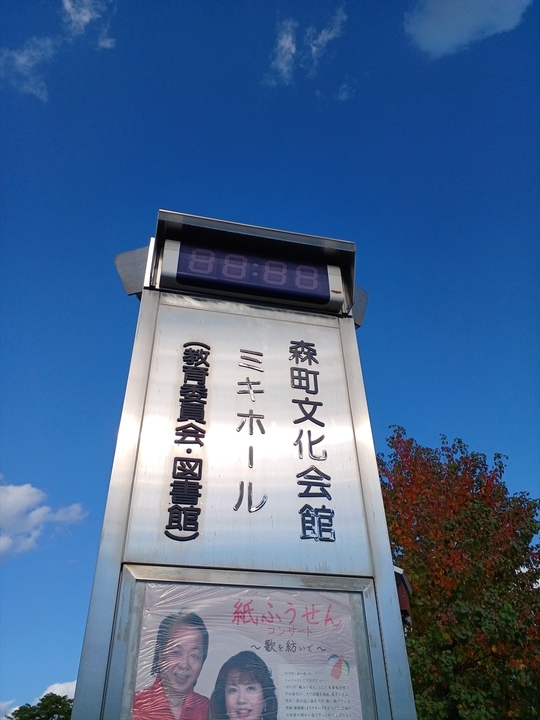 森町文化会館
ミキホール
(教育委員会・図書館)
紙ふうせん
コンサート
～歌を紡いで～